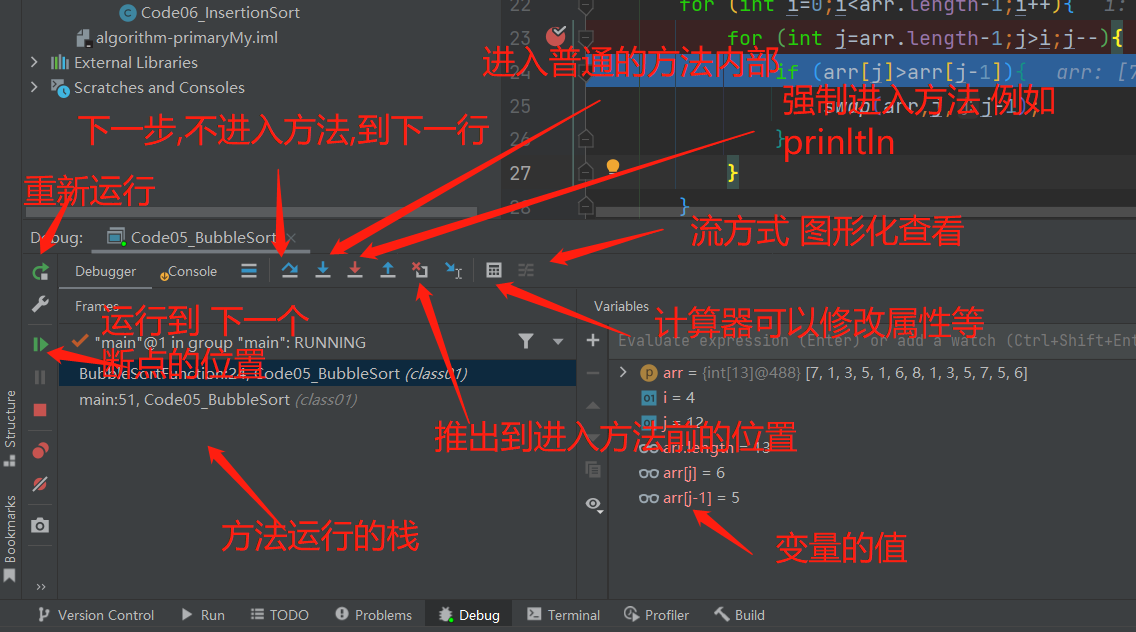 Code06_InsertionSort
algorithm-primaryMy.iml
External Libraries
Scratches and Consoles
22 for (int i=0;i<arr.length-1;i++){ i:
23 for (int j=arr.length-1;j>i;j--){
24 if (arr[j]>arr[j-1]){ arr: [7
25 swap(arr,j,j-1);
26 }
27 }
28 }
进入普通的方法内部
强制进入方法 例如
prinltln
下一步,不进入方法,到下一行
重新运行
流方式 图形化查看
Debug: Code05_BubbleSort
Debugger Console
Frames Variables
计算器可以修改属性等
运行到 下一个
断点的位置
"main"@1 in group "main": RUNNING
Evaluate expression (Enter) or add a watch (Ctrl+Shift+Ent
BubbleSortFunction:24, Code05_BubbleSort (class01)
main:51, Code05_BubbleSort (class01)
arr = {int[13]@488} [7, 1, 3, 5, 1, 6, 8, 1, 3, 5, 7, 5, 6]
i = 4
j = 12
arr.length = 13
arr[j] = 6
arr[j-1] = 5
推出到进入方法前的位置
方法运行的栈
变量的值
Structure
Bookmarks
Version Control Run TODO Problems Debug Terminal Profiler Build